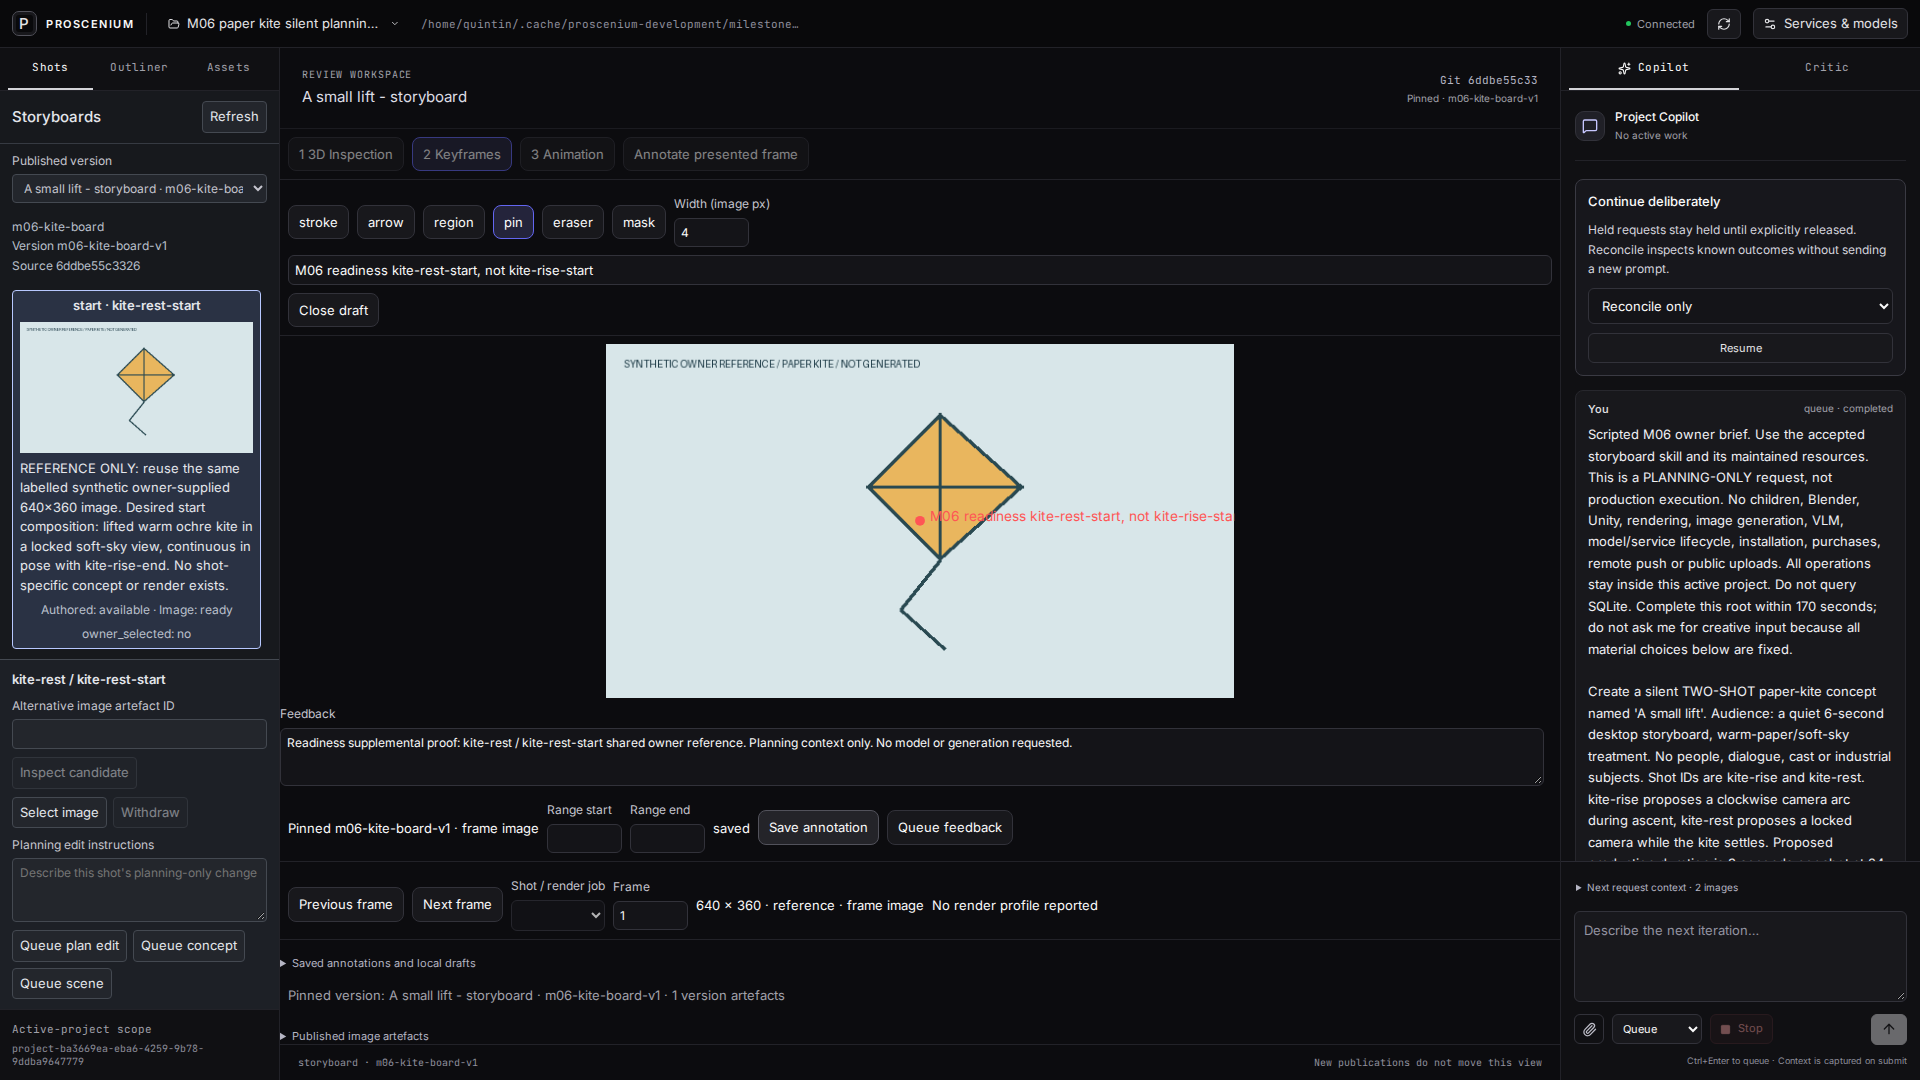 P PROSCENIUM
M06 paper kite silent plannin...
/home/quintin/.cache/proscenium-development/milestone…
Connected
Services & models
Shots
Outliner
Assets
Storyboards
Refresh
Published version
A small lift - storyboard · m06-kite-boa
m06-kite-board
Version m06-kite-board-v1
Source 6ddbe55c3326
start · kite-rest-start
SYNTHETIC OWNER REFERENCE / PAPER KITE / NOT GENERATED
REFERENCE ONLY: reuse the same
labelled synthetic owner-supplied
640×360 image. Desired start
composition: lifted warm ochre kite in
a locked soft-sky view, continuous in
pose with kite-rise-end. No shot-
specific concept or render exists.
Authored: available · Image: ready
owner_selected: no
kite-rest / kite-rest-start
Alternative image artefact ID
Inspect candidate
Select image
Withdraw
Planning edit instructions
Describe this shot's planning-only change
Queue plan edit
Queue concept
Queue scene
Active-project scope
project-ba3669ea-eba6-4259-9b78-
9ddba9647779
REVIEW WORKSPACE
A small lift - storyboard
Git 6ddbe55c33
Pinned · m06-kite-board-v1
1 3D Inspection
2 Keyframes
3 Animation
Annotate presented frame
stroke
arrow
region
pin
eraser
mask
Width (image px)
4
M06 readiness kite-rest-start, not kite-rise-start
Close draft
SYNTHETIC OWNER REFERENCE / PAPER KITE / NOT GENERATED
M06 readiness kite-rest-start, not kite-rise-sta
Feedback
Readiness supplemental proof: kite-rest / kite-rest-start shared owner reference. Planning context only. No model or generation requested.
Pinned m06-kite-board-v1 · frame image
Range start
Range end
saved
Save annotation
Queue feedback
Previous frame
Next frame
Shot / render job
Frame
1
640 × 360 · reference · frame image
No render profile reported
Saved annotations and local drafts
Pinned version: A small lift - storyboard · m06-kite-board-v1 · 1 version artefacts
Published image artefacts
storyboard · m06-kite-board-v1
New publications do not move this view
Copilot
Critic
Project Copilot
No active work
Continue deliberately
Held requests stay held until explicitly released.
Reconcile inspects known outcomes without sending
a new prompt.
Reconcile only
Resume
You
queue · completed
Scripted M06 owner brief. Use the accepted
storyboard skill and its maintained resources.
This is a PLANNING-ONLY request, not
production execution. No children, Blender,
Unity, rendering, image generation, VLM,
model/service lifecycle, installation, purchases,
remote push or public uploads. All operations
stay inside this active project. Do not query
SQLite. Complete this root within 170 seconds;
do not ask me for creative input because all
material choices below are fixed.
Create a silent TWO-SHOT paper-kite concept
named 'A small lift'. Audience: a quiet 6-second
desktop storyboard, warm-paper/soft-sky
treatment. No people, dialogue, cast or industrial
subjects. Shot IDs are kite-rise and kite-rest.
kite-rise proposes a clockwise camera arc
during ascent, kite-rest proposes a locked
camera while the kite settles. Proposed
Next request context · 2 images
Describe the next iteration...
Queue
Stop
Ctrl+Enter to queue · Context is captured on submit